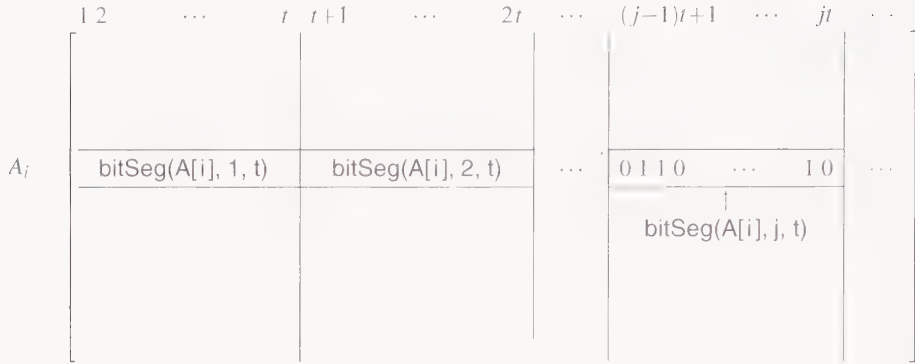 1 2 ⋯ t t+1 ⋯ 2t ⋯ (j−1)t+1 ⋯ jt ⋯
A_i bitSeg(A[i], 1, t) bitSeg(A[i], 2, t) ⋯ 0 1 1 0 ⋯ 1 0 ⋯
↑
bitSeg(A[i], j, t)